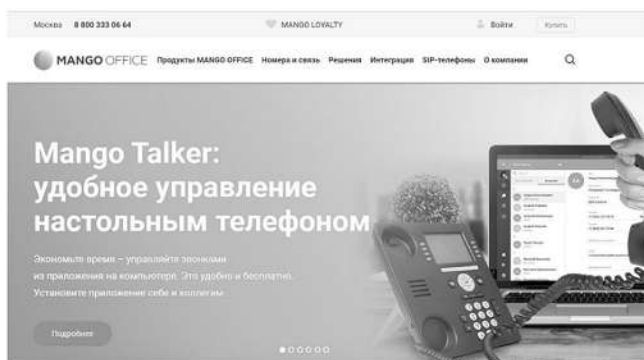 Москва 8 800 333 06 64
MANGO LOYALTY
Войти
Купить
MANGO OFFICE
Продукты MANGO OFFICE Номера и связь Решения Интеграция SIP-телефоны О компании
Mango Talker:
удобное управление
настольным телефоном
Экономьте время – управляйте звонками
из приложения на компьютере. Это удобно и бесплатно.
Установите приложение себе и коллегам
Подробнее